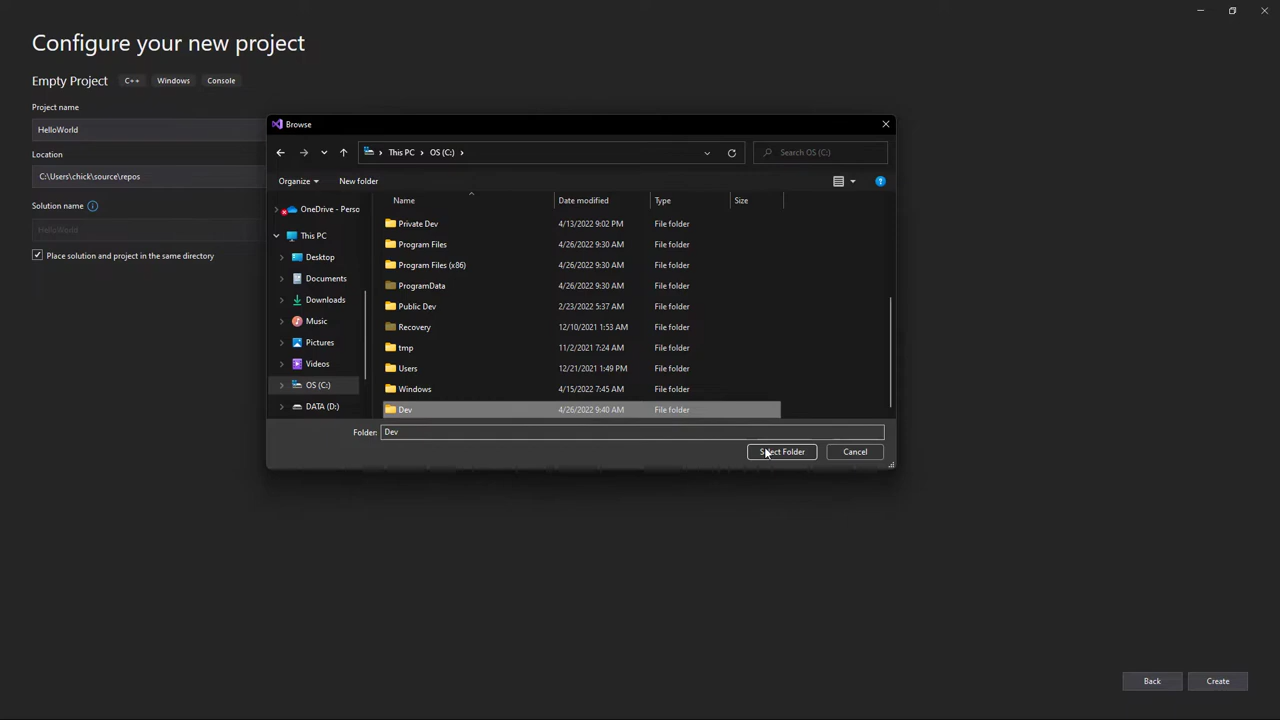 Configure your new project
Empty Project C++ Windows Console
Project name
HelloWorld
Location
C:\Users\chick\source\repos
Solution name
HelloWorld
Place solution and project in the same directory
Browse
This PC OS (C:)
Search OS (C:)
Organize New folder
Name Date modified Type Size
OneDrive - Perso
This PC
Desktop
Documents
Downloads
Music
Pictures
Videos
OS (C:)
DATA (D:)
Private Dev 4/13/2022 9:02 PM File folder
Program Files 4/26/2022 9:30 AM File folder
Program Files (x86) 4/26/2022 9:30 AM File folder
ProgramData 4/26/2022 9:30 AM File folder
Public Dev 2/23/2022 5:37 AM File folder
Recovery 12/10/2021 1:53 AM File folder
tmp 11/2/2021 7:24 AM File folder
Users 12/21/2021 1:49 PM File folder
Windows 4/15/2022 7:45 AM File folder
Dev 4/26/2022 9:40 AM File folder
Folder: Dev
Select Folder Cancel
Back Create